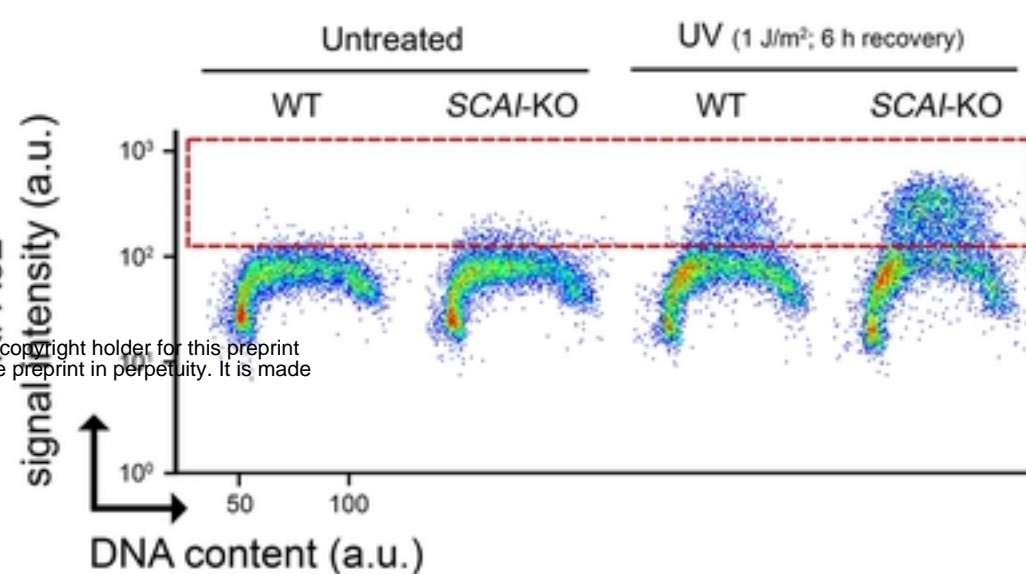 Untreated
UV (1 J/m²; 6 h recovery)
WT
SCAI-KO
WT
SCAI-KO
signal intensity (a.u.)
10³
10²
copyright holder for this preprint
e preprint in perpetuity. It is made
10¹
10⁰
50
100
DNA content (a.u.)